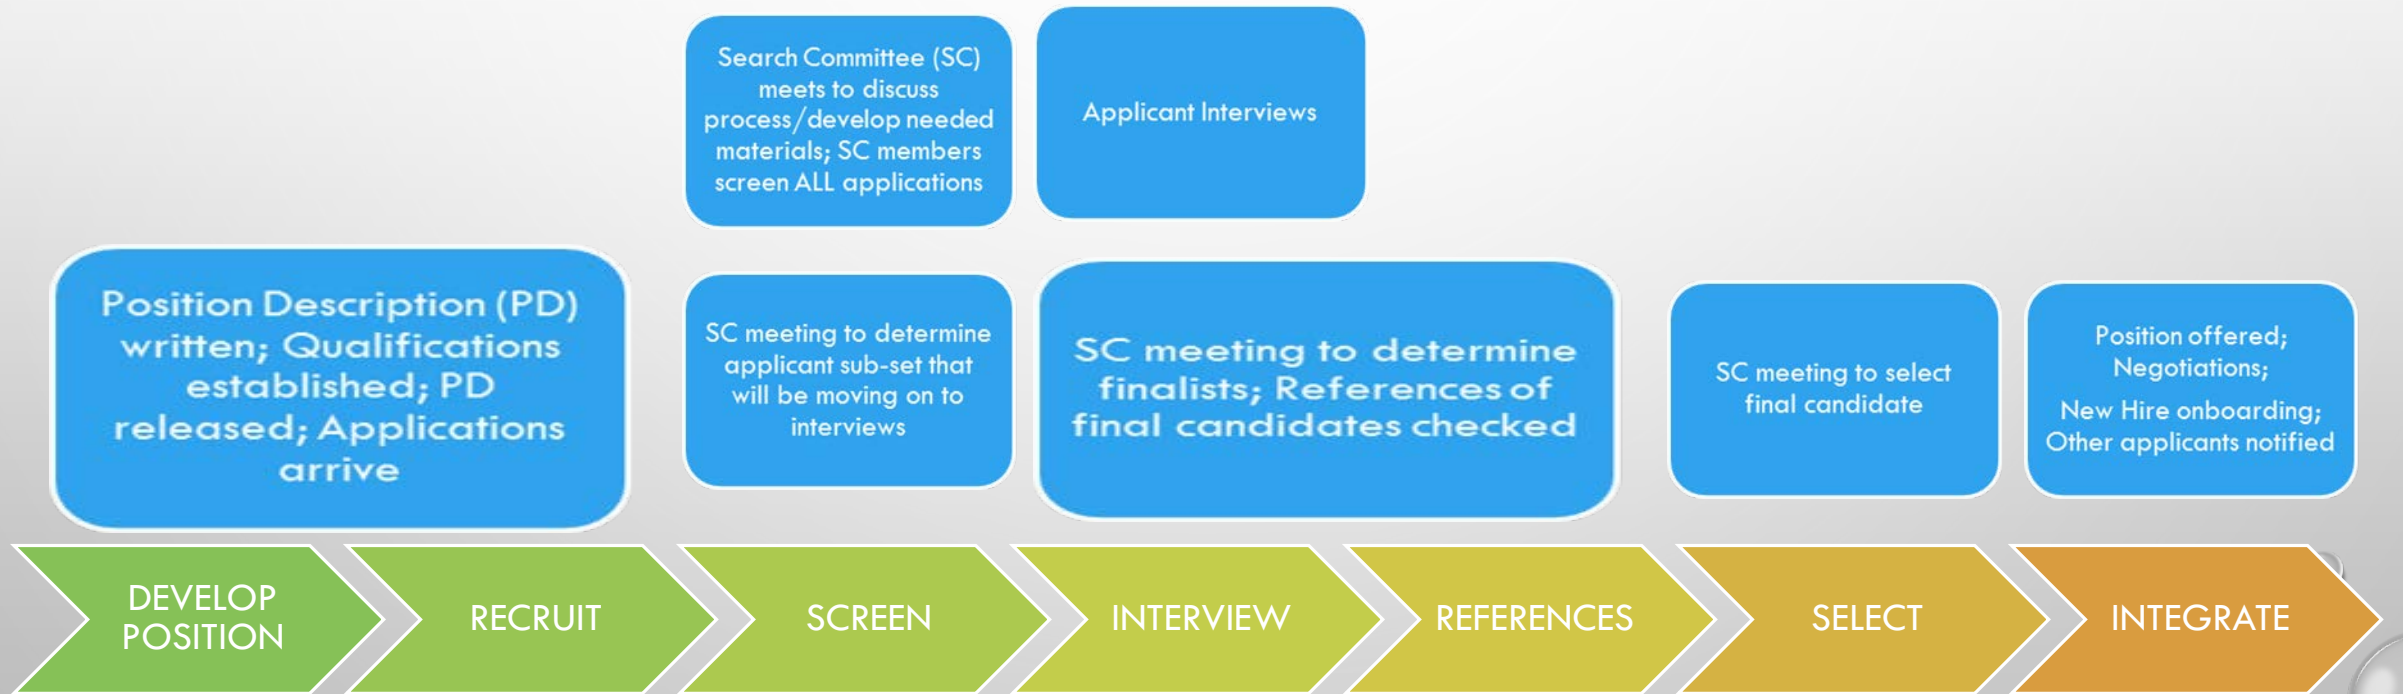 Search Committee (SC)
meets to discuss
process/develop needed
materials; SC members
screen ALL applications
Applicant Interviews
Position Description (PD)
written; Qualifications
established; PD
released; Applications
arrive
SC meeting to determine
applicant sub-set that
will be moving on to
interviews
SC meeting to determine
finalists; References of
final candidates checked
SC meeting to select
final candidate
Position offered;
Negotiations;
New Hire onboarding;
Other applicants notified
DEVELOP
POSITION
RECRUIT
SCREEN
INTERVIEW
REFERENCES
SELECT
INTEGRATE